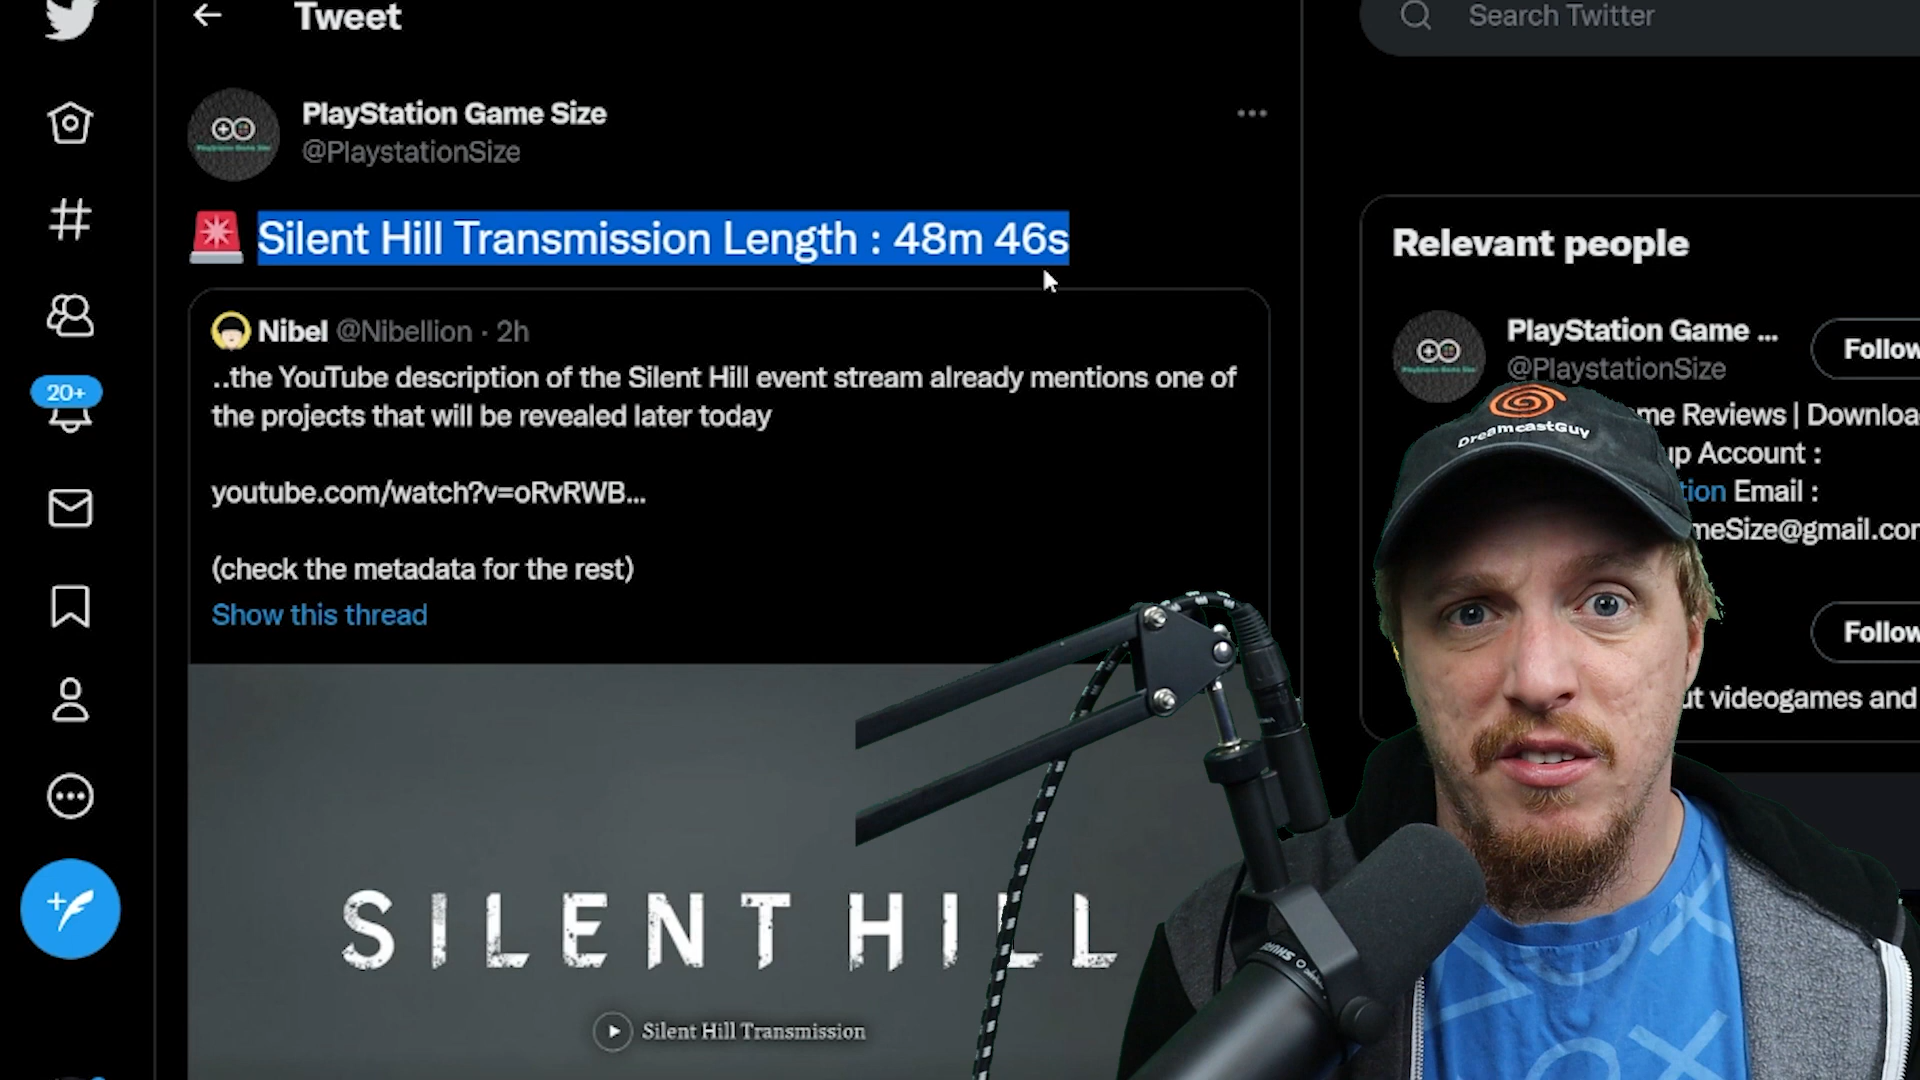 Tweet
Search Twitter
PlayStation Game Size
@PlaystationSize
Silent Hill Transmission Length : 48m 46s
20+
Nibel @Nibellion · 2h
..the YouTube description of the Silent Hill event stream already mentions one of
the projects that will be revealed later today
youtube.com/watch?v=oRvRWB...
(check the metadata for the rest)
Show this thread
SILENT HILL
Silent Hill Transmission
Relevant people
PlayStation Game ...
Follow
@PlaystationSize
me Reviews | Downloa
up Account :
tion Email :
meSize@gmail.com
Follow
ut videogames and
DreamcastGuy
SHURE